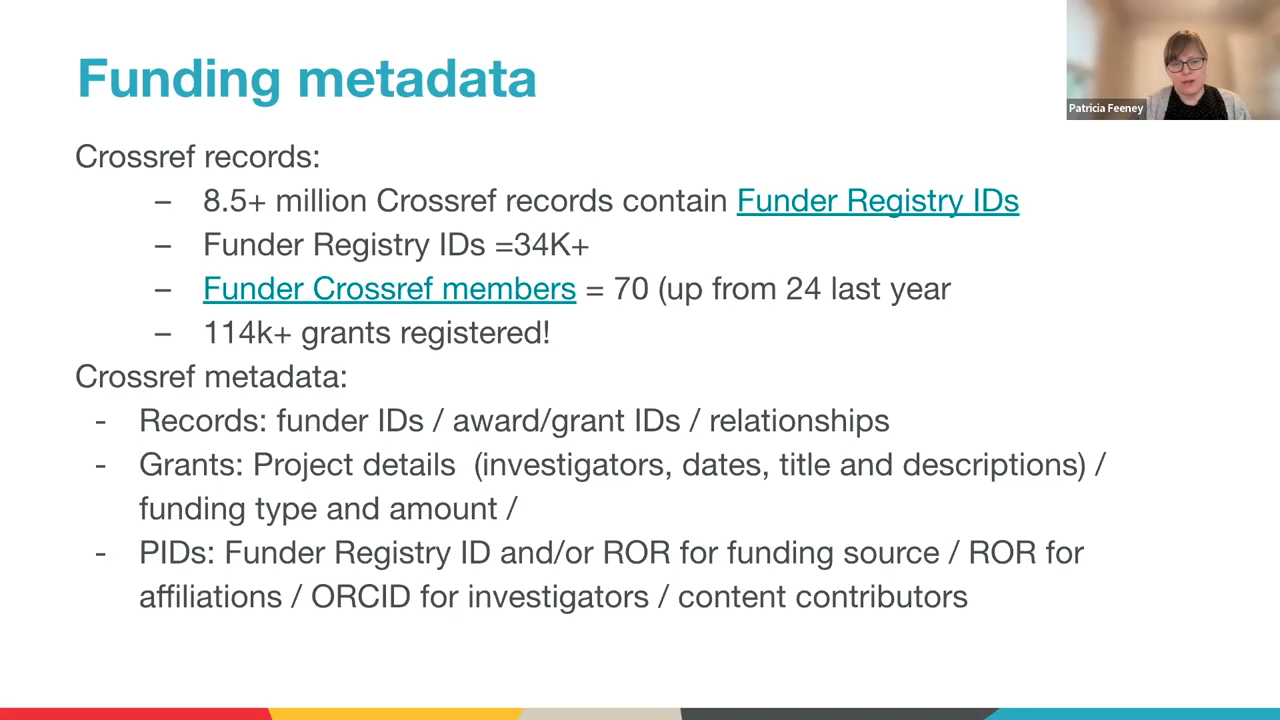 Funding metadata
Patricia Feeney
Crossref records:
– 8.5+ million Crossref records contain Funder Registry IDs
– Funder Registry IDs =34K+
– Funder Crossref members = 70 (up from 24 last year
– 114k+ grants registered!
Crossref metadata:
- Records: funder IDs / award/grant IDs / relationships
- Grants: Project details  (investigators, dates, title and descriptions) /
funding type and amount /
- PIDs: Funder Registry ID and/or ROR for funding source / ROR for
affiliations / ORCID for investigators / content contributors